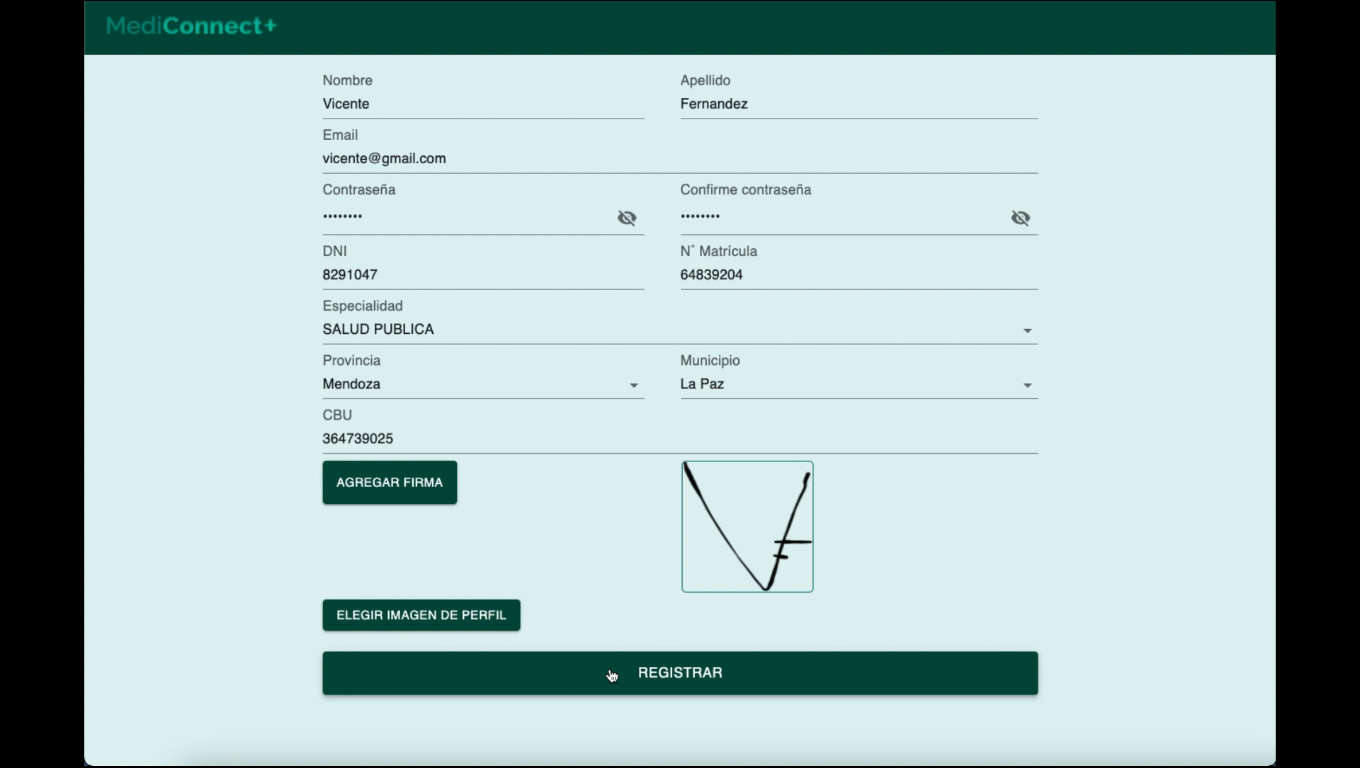 MediConnect+
Nombre
Vicente
Apellido
Fernandez
Email
vicente@gmail.com
Contraseña
••••••••
Confirme contraseña
••••••••
DNI
8291047
N° Matrícula
64839204
Especialidad
SALUD PUBLICA
Provincia
Mendoza
Municipio
La Paz
CBU
364739025
AGREGAR FIRMA
VF
ELEGIR IMAGEN DE PERFIL
REGISTRAR